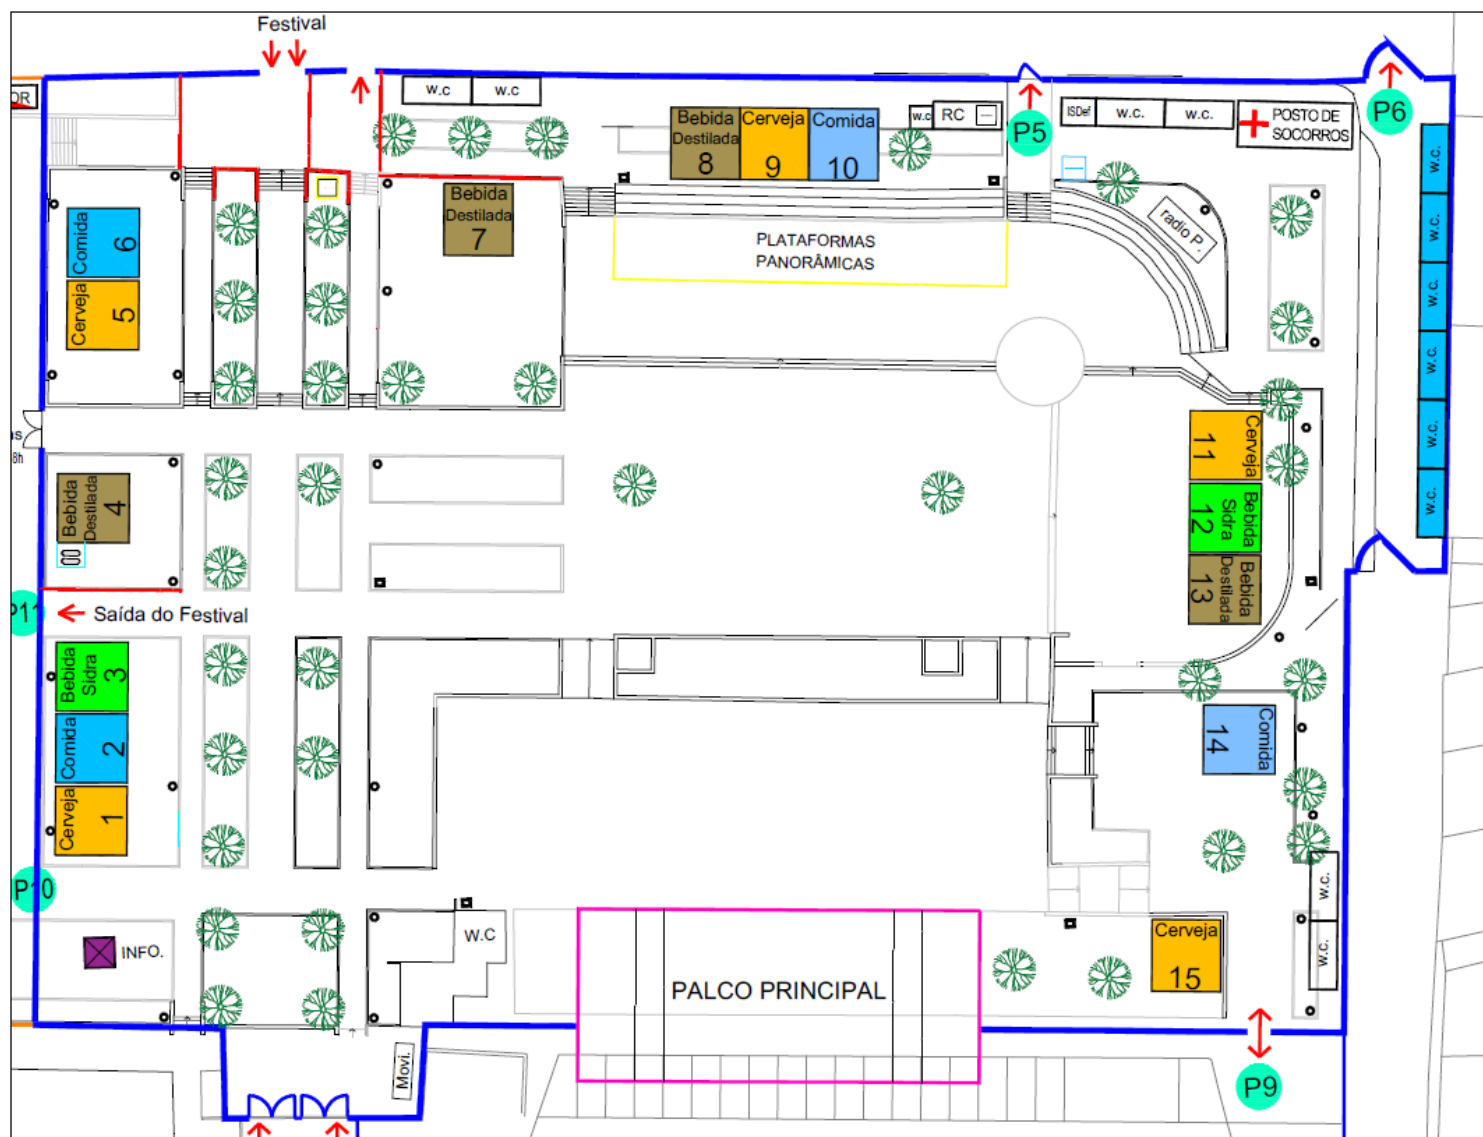 Festival
W.C
W.C
Bebida
Destilada
8
Cerveja
9
Comida
10
W.C
RC
P5
ISDef
W.C.
W.C.
POSTO DE
SOCORROS
P6
W.C.
W.C.
W.C.
W.C.
W.C.
W.C.
Comida
6
Cerveja
5
Bebida
Destilada
7
PLATAFORMAS
PANORÂMICAS
radio P.
8h
Bebida
Destilada
4
Cerveja
11
Bebida
Sidra
12
Bebida
Destilada
13
P11
Saída do Festival
Bebida
Sidra
3
Comida
2
Cerveja
1
Comida
14
P10
INFO.
W.C
PALCO PRINCIPAL
Cerveja
15
W.C.
W.C.
Movi.
P9